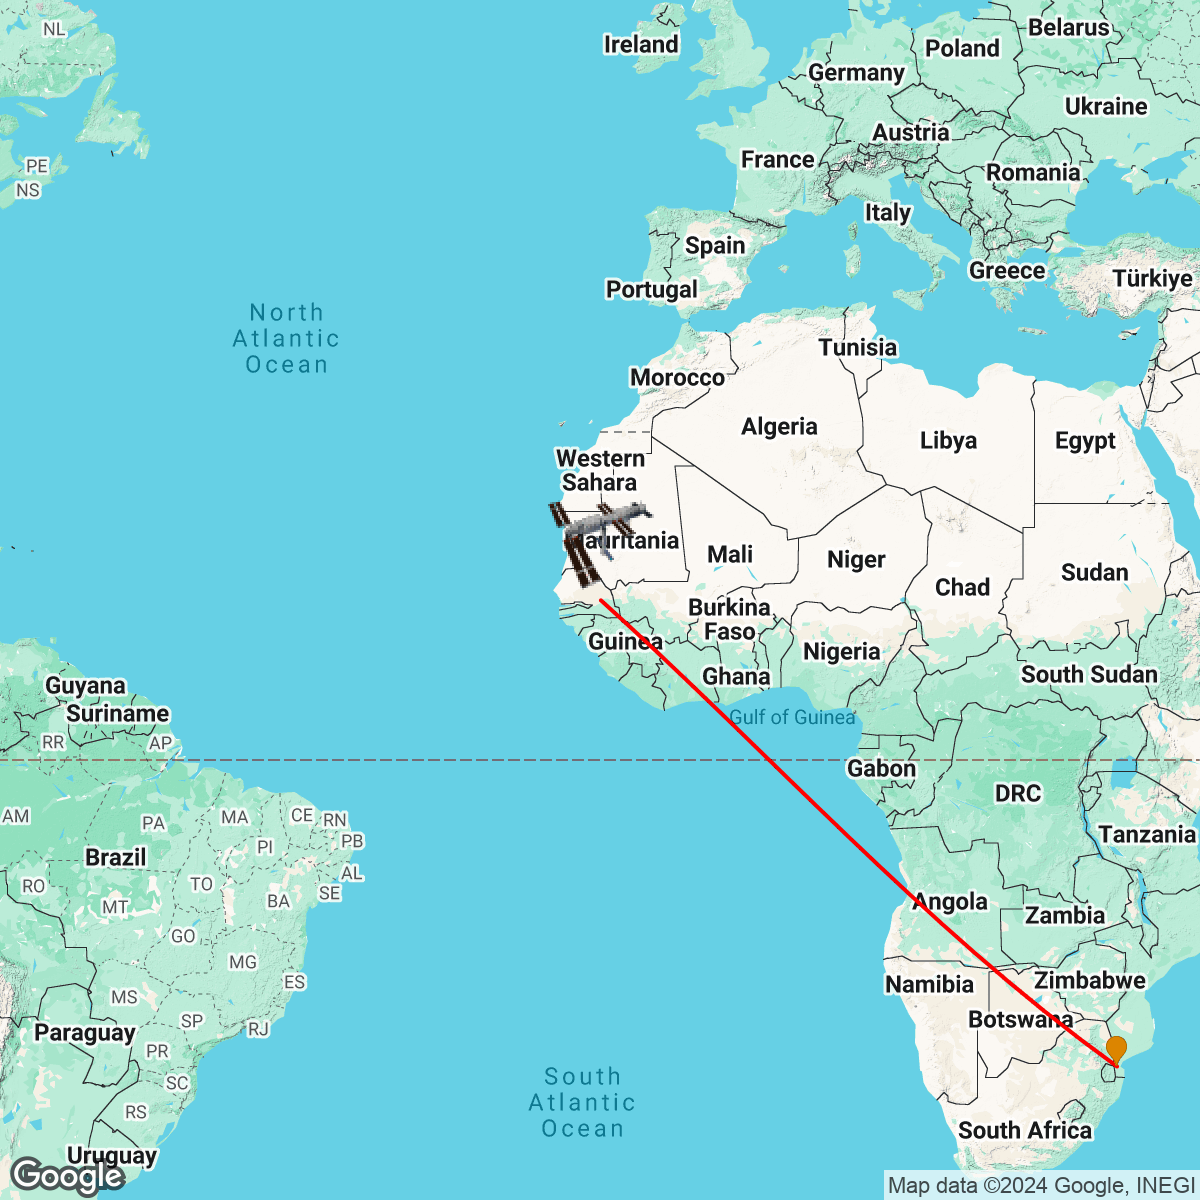 NL
Ireland
Belarus
Poland
Germany
Ukraine
Austria
France
PE
NS
Romania
Italy
Spain
Greece
Türkiye
Portugal
North
Atlantic
Ocean
Tunisia
Morocco
Algeria
Libya
Egypt
Western
Sahara
Mauritania
Mali
Niger
Chad
Sudan
Burkina
Faso
Guinea
Nigeria
Ghana
South Sudan
Guyana
Suriname
Gulf of Guinea
RR
AP
Gabon
DRC
AM
PA
MA
CE
RN
PB
PI
Tanzania
Brazil
AL
RO
TO
SE
MT
BA
Angola
Zambia
GO
MG
ES
Namibia
Zimbabwe
MS
SP
RJ
Botswana
Paraguay
PR
SC
RS
South
Atlantic
Ocean
South Africa
Uruguay
Google
Map data ©2024 Google, INEGI